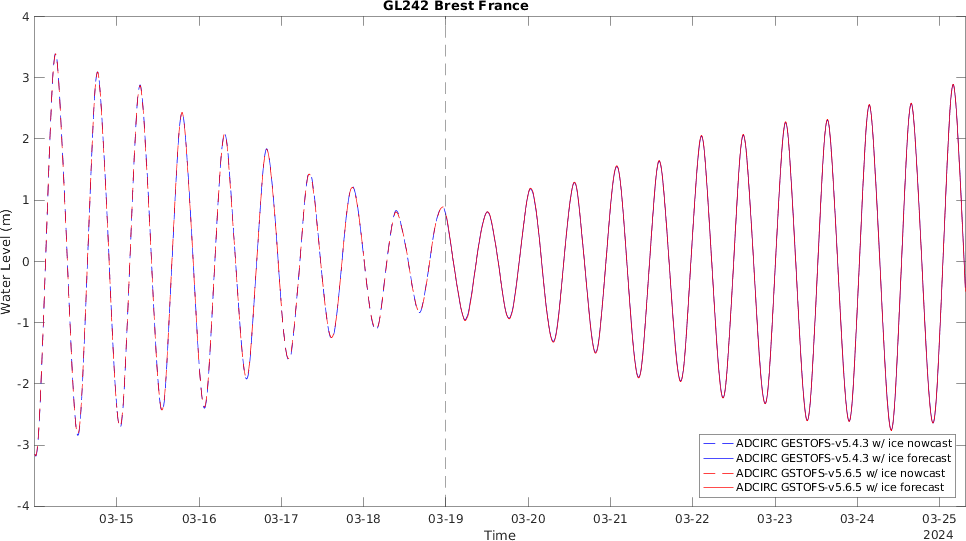 GL242 Brest France
4
3
2
1
0
-1
-2
-3
-4
Water Level (m)
ADCIRC GESTOFS-v5.4.3 w/ ice nowcast
ADCIRC GESTOFS-v5.4.3 w/ ice forecast
ADCIRC GSTOFS-v5.6.5 w/ ice nowcast
ADCIRC GSTOFS-v5.6.5 w/ ice forecast
03-15 03-16 03-17 03-18 03-19 03-20 03-21 03-22 03-23 03-24 03-25
Time 2024